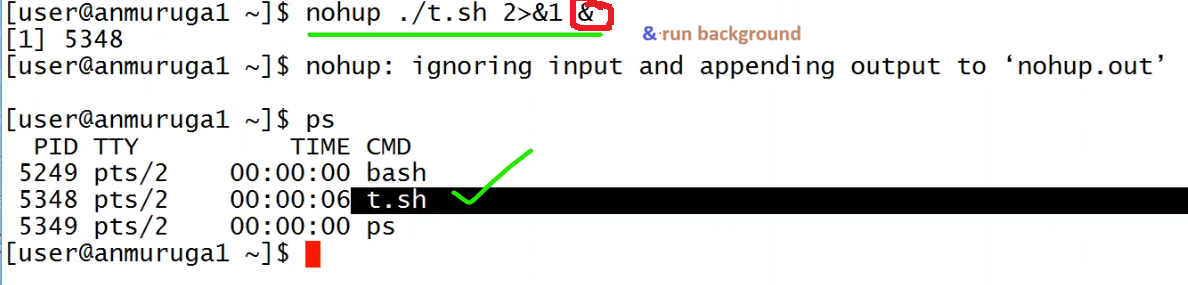 [user@anmuruga1 ~]$ nohup ./t.sh 2>&1 &
[1] 5348
& run background
[user@anmuruga1 ~]$ nohup: ignoring input and appending output to ‘nohup.out’
[user@anmuruga1 ~]$ ps
  PID TTY          TIME CMD
 5249 pts/2    00:00:00 bash
 5348 pts/2    00:00:06 t.sh
 5349 pts/2    00:00:00 ps
[user@anmuruga1 ~]$